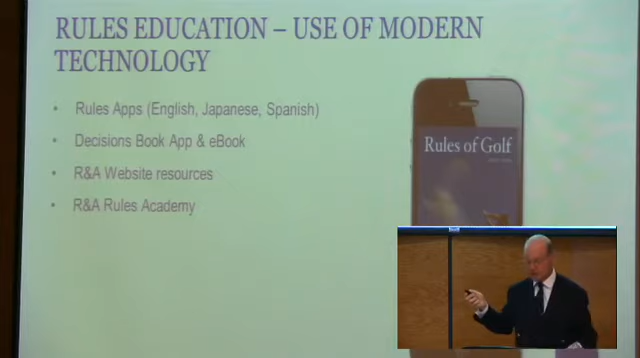 RULES EDUCATION – USE OF MODERN
TECHNOLOGY
• Rules Apps (English, Japanese, Spanish)
• Decisions Book App & eBook
• R&A Website resources
• R&A Rules Academy
Rules of Golf